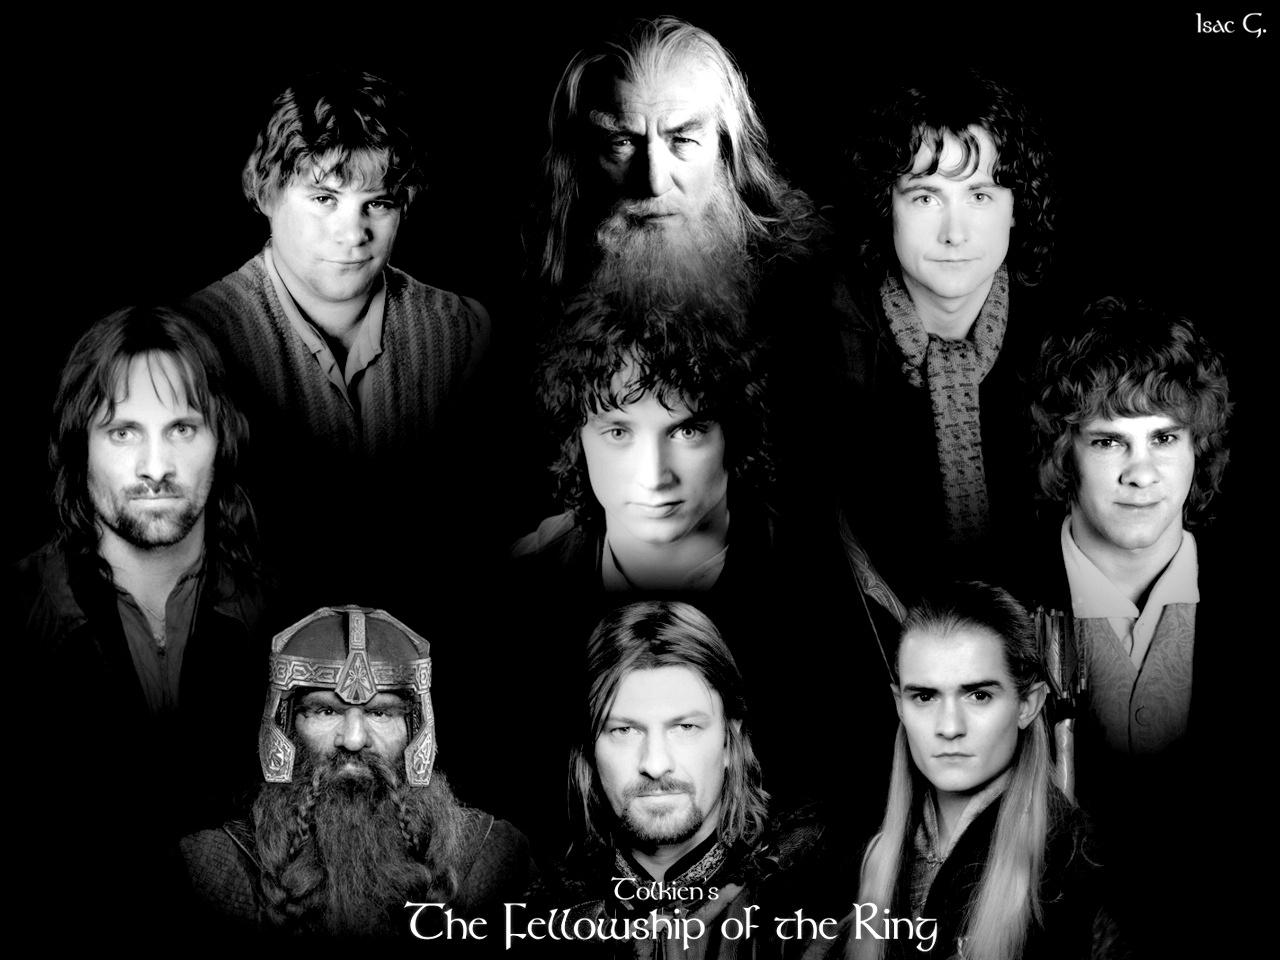 Isac G.
Tolkien's
The Fellowship of the Ring